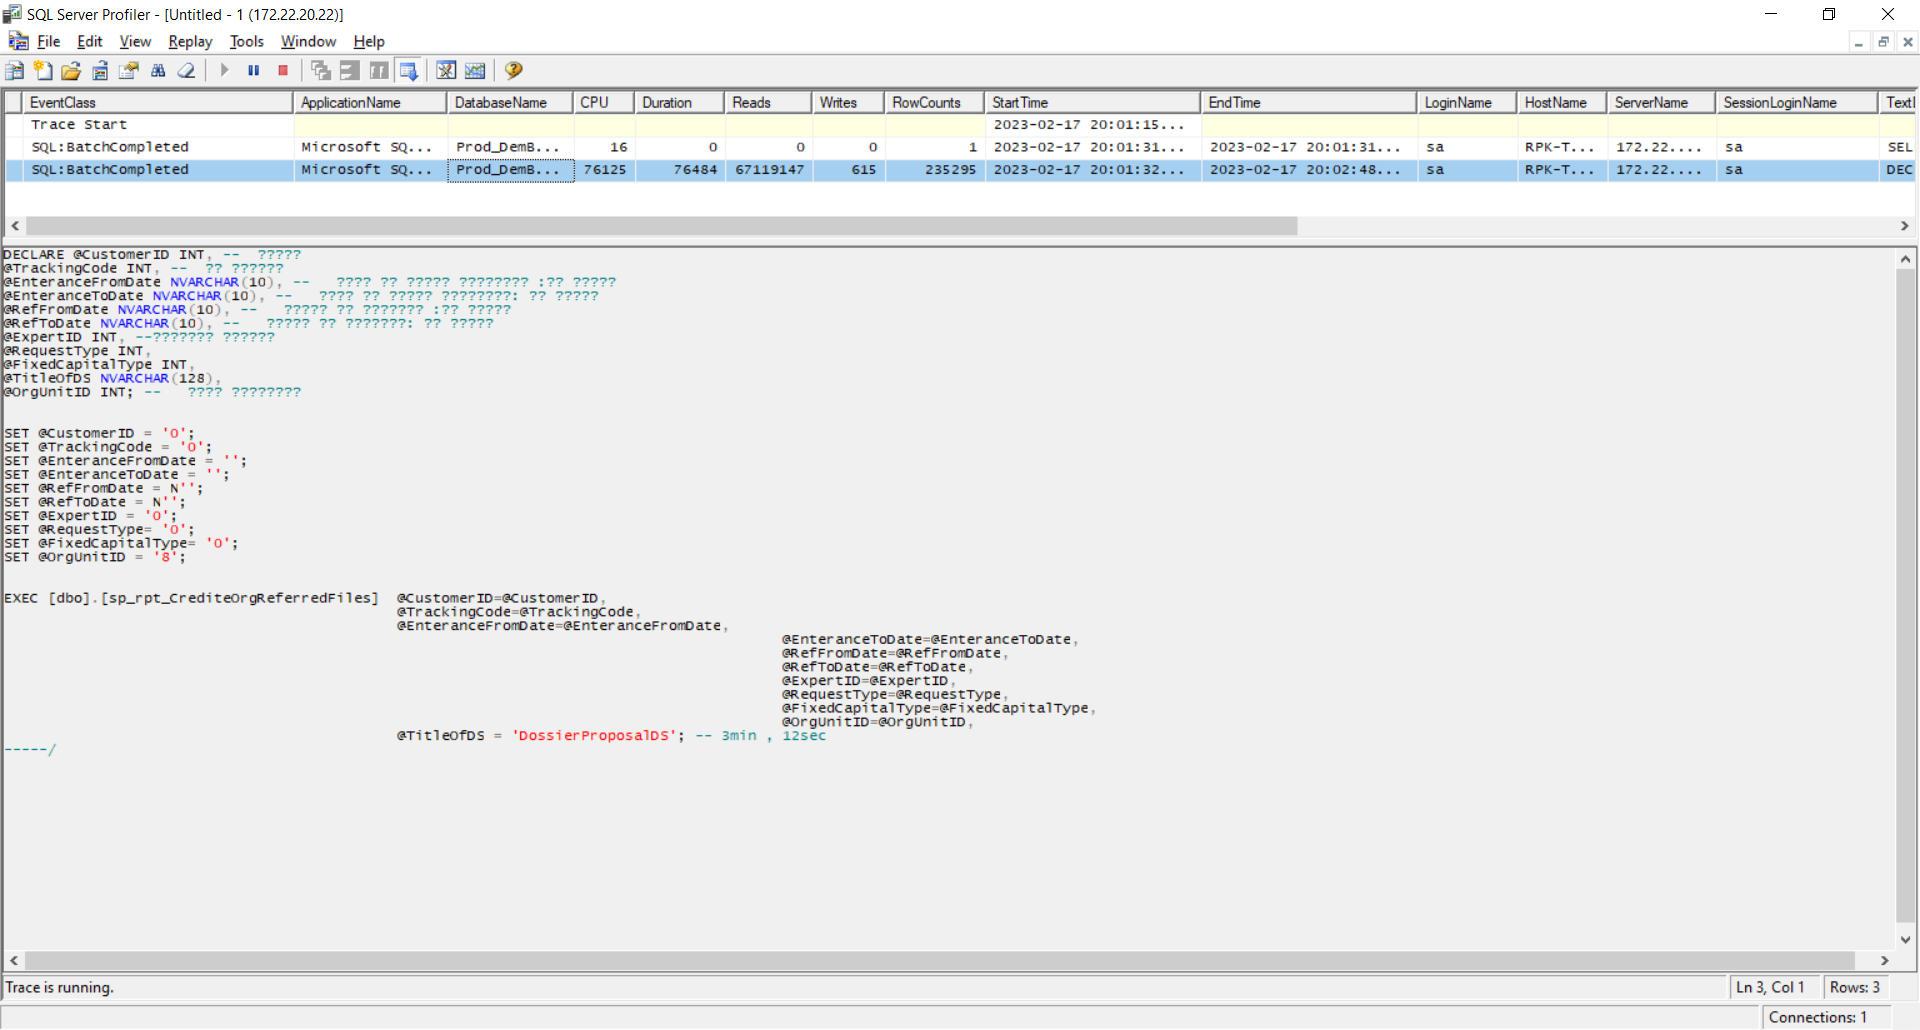 SQL Server Profiler - [Untitled - 1 (172.22.20.22)]
File Edit View Replay Tools Window Help
EventClass ApplicationName DatabaseName CPU Duration Reads Writes RowCounts StartTime EndTime LoginName HostName ServerName SessionLoginName Textl
Trace Start 2023-02-17 20:01:15...
SQL:BatchCompleted Microsoft SQ... Prod_DemB... 16 0 0 0 1 2023-02-17 20:01:31... 2023-02-17 20:01:31... sa RPK-T... 172.22.... sa SEL
SQL:BatchCompleted Microsoft SQ... Prod_DemB... 76125 76484 67119147 615 235295 2023-02-17 20:01:32... 2023-02-17 20:02:48... sa RPK-T... 172.22.... sa DEC
DECLARE @CustomerID INT, -- ?????
@TrackingCode INT, -- ?? ??????
@EnteranceFromDate NVARCHAR(10), -- ???? ?? ????? ???????? :?? ?????
@EnteranceToDate NVARCHAR(10), -- ???? ?? ????? ????????: ?? ?????
@RefFromDate NVARCHAR(10), -- ????? ?? ??????? :?? ?????
@RefToDate NVARCHAR(10), -- ????? ?? ???????: ?? ?????
@ExpertID INT, --??????? ??????
@RequestType INT,
@FixedCapitalType INT,
@TitleOfDS NVARCHAR(128),
@OrgUnitID INT; -- ???? ????????
SET @CustomerID = '0';
SET @TrackingCode = '0';
SET @EnteranceFromDate = '';
SET @EnteranceToDate = '';
SET @RefFromDate = N'';
SET @RefToDate = N'';
SET @ExpertID = '0';
SET @RequestType= '0';
SET @FixedCapitalType= '0';
SET @OrgUnitID = '8';
EXEC [dbo].[sp_rpt_CrediteOrgReferredFiles] @CustomerID=@CustomerID,
@TrackingCode=@TrackingCode,
@EnteranceFromDate=@EnteranceFromDate,
@EnteranceToDate=@EnteranceToDate,
@RefFromDate=@RefFromDate,
@RefToDate=@RefToDate,
@ExpertID=@ExpertID,
@RequestType=@RequestType,
@FixedCapitalType=@FixedCapitalType,
@OrgUnitID=@OrgUnitID,
@TitleOfDS = 'DossierProposalDS'; -- 3min , 12sec
-----/
Trace is running. Ln 3, Col 1 Rows: 3
Connections: 1